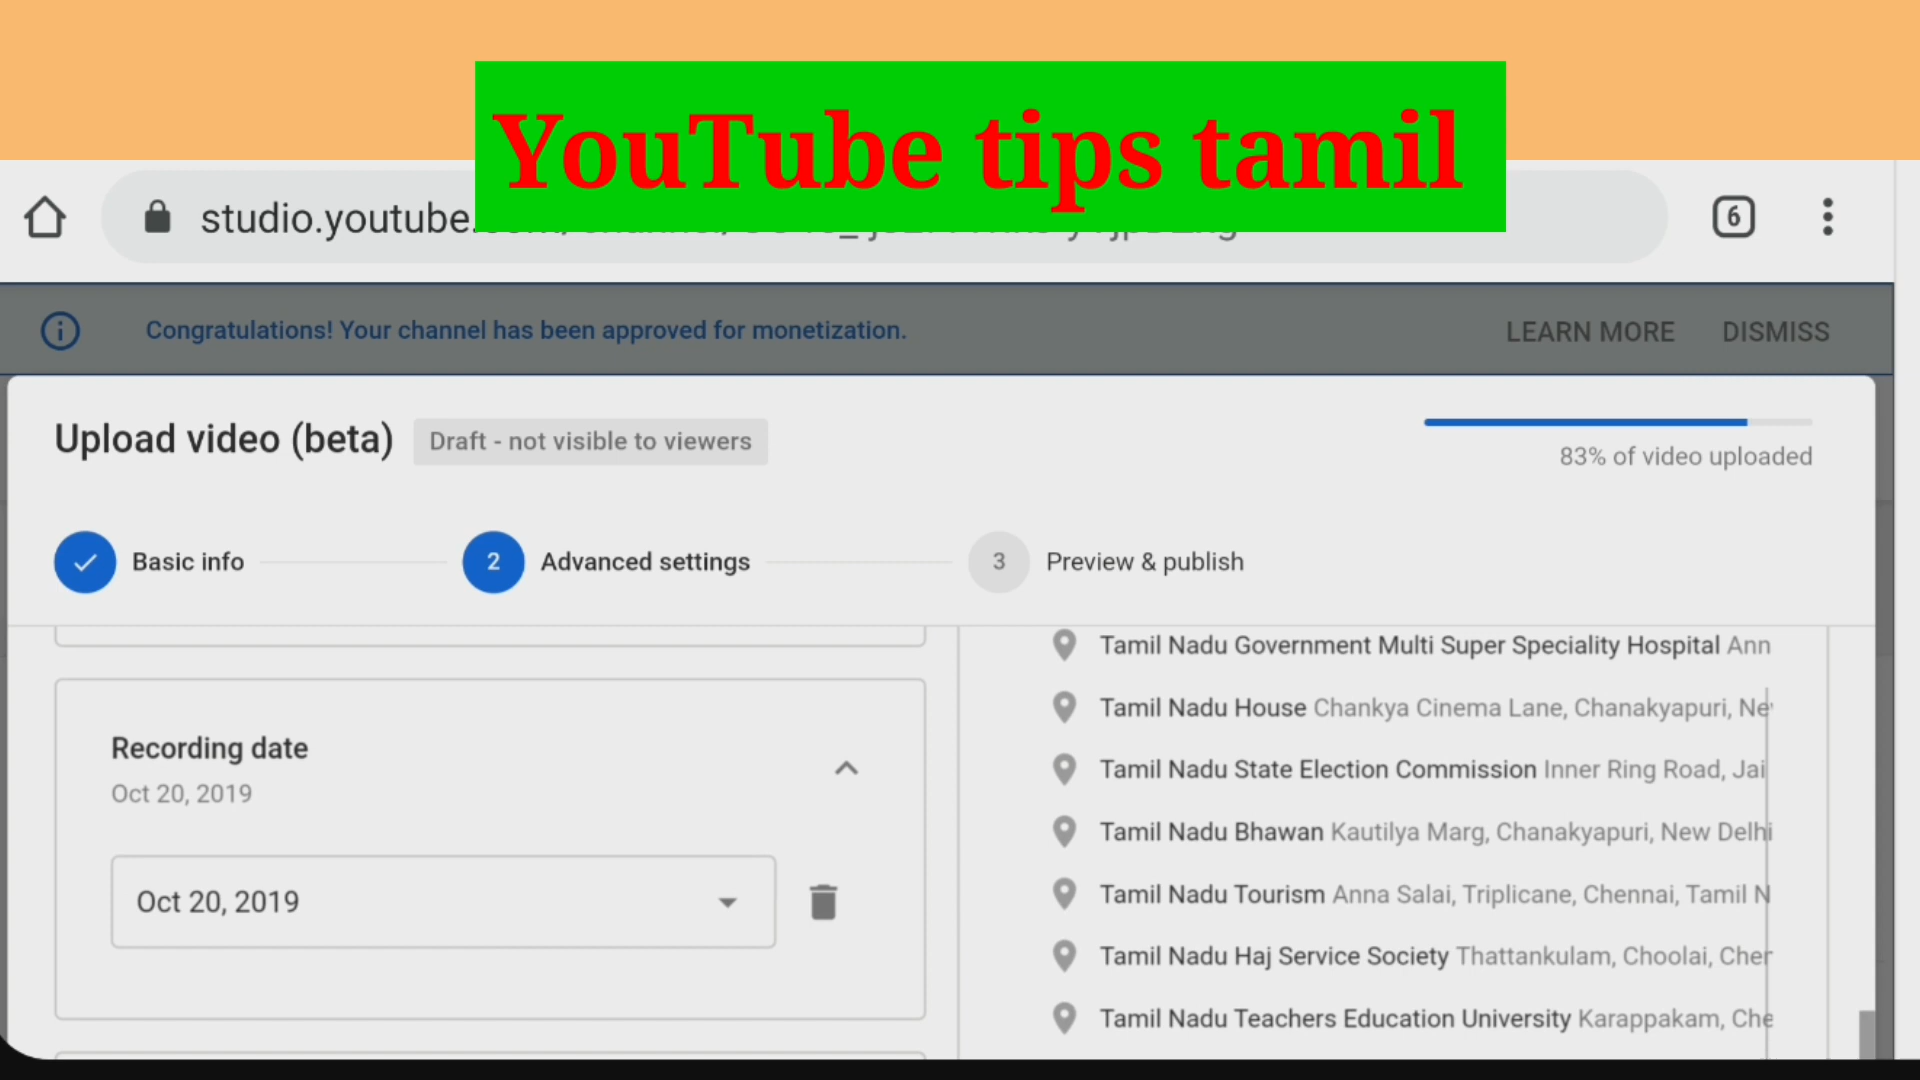 YouTube tips tamil
studio.youtube.
6
Congratulations! Your channel has been approved for monetization.
LEARN MORE
DISMISS
Upload video (beta)
Draft - not visible to viewers
83% of video uploaded
Basic info
2
Advanced settings
3
Preview & publish
Recording date
Oct 20, 2019
Oct 20, 2019
Tamil Nadu Government Multi Super Speciality Hospital Ann
Tamil Nadu House Chankya Cinema Lane, Chanakyapuri, Ne
Tamil Nadu State Election Commission Inner Ring Road, Jai
Tamil Nadu Bhawan Kautilya Marg, Chanakyapuri, New Delhi
Tamil Nadu Tourism Anna Salai, Triplicane, Chennai, Tamil N
Tamil Nadu Haj Service Society Thattankulam, Choolai, Cher
Tamil Nadu Teachers Education University Karappakam, Che